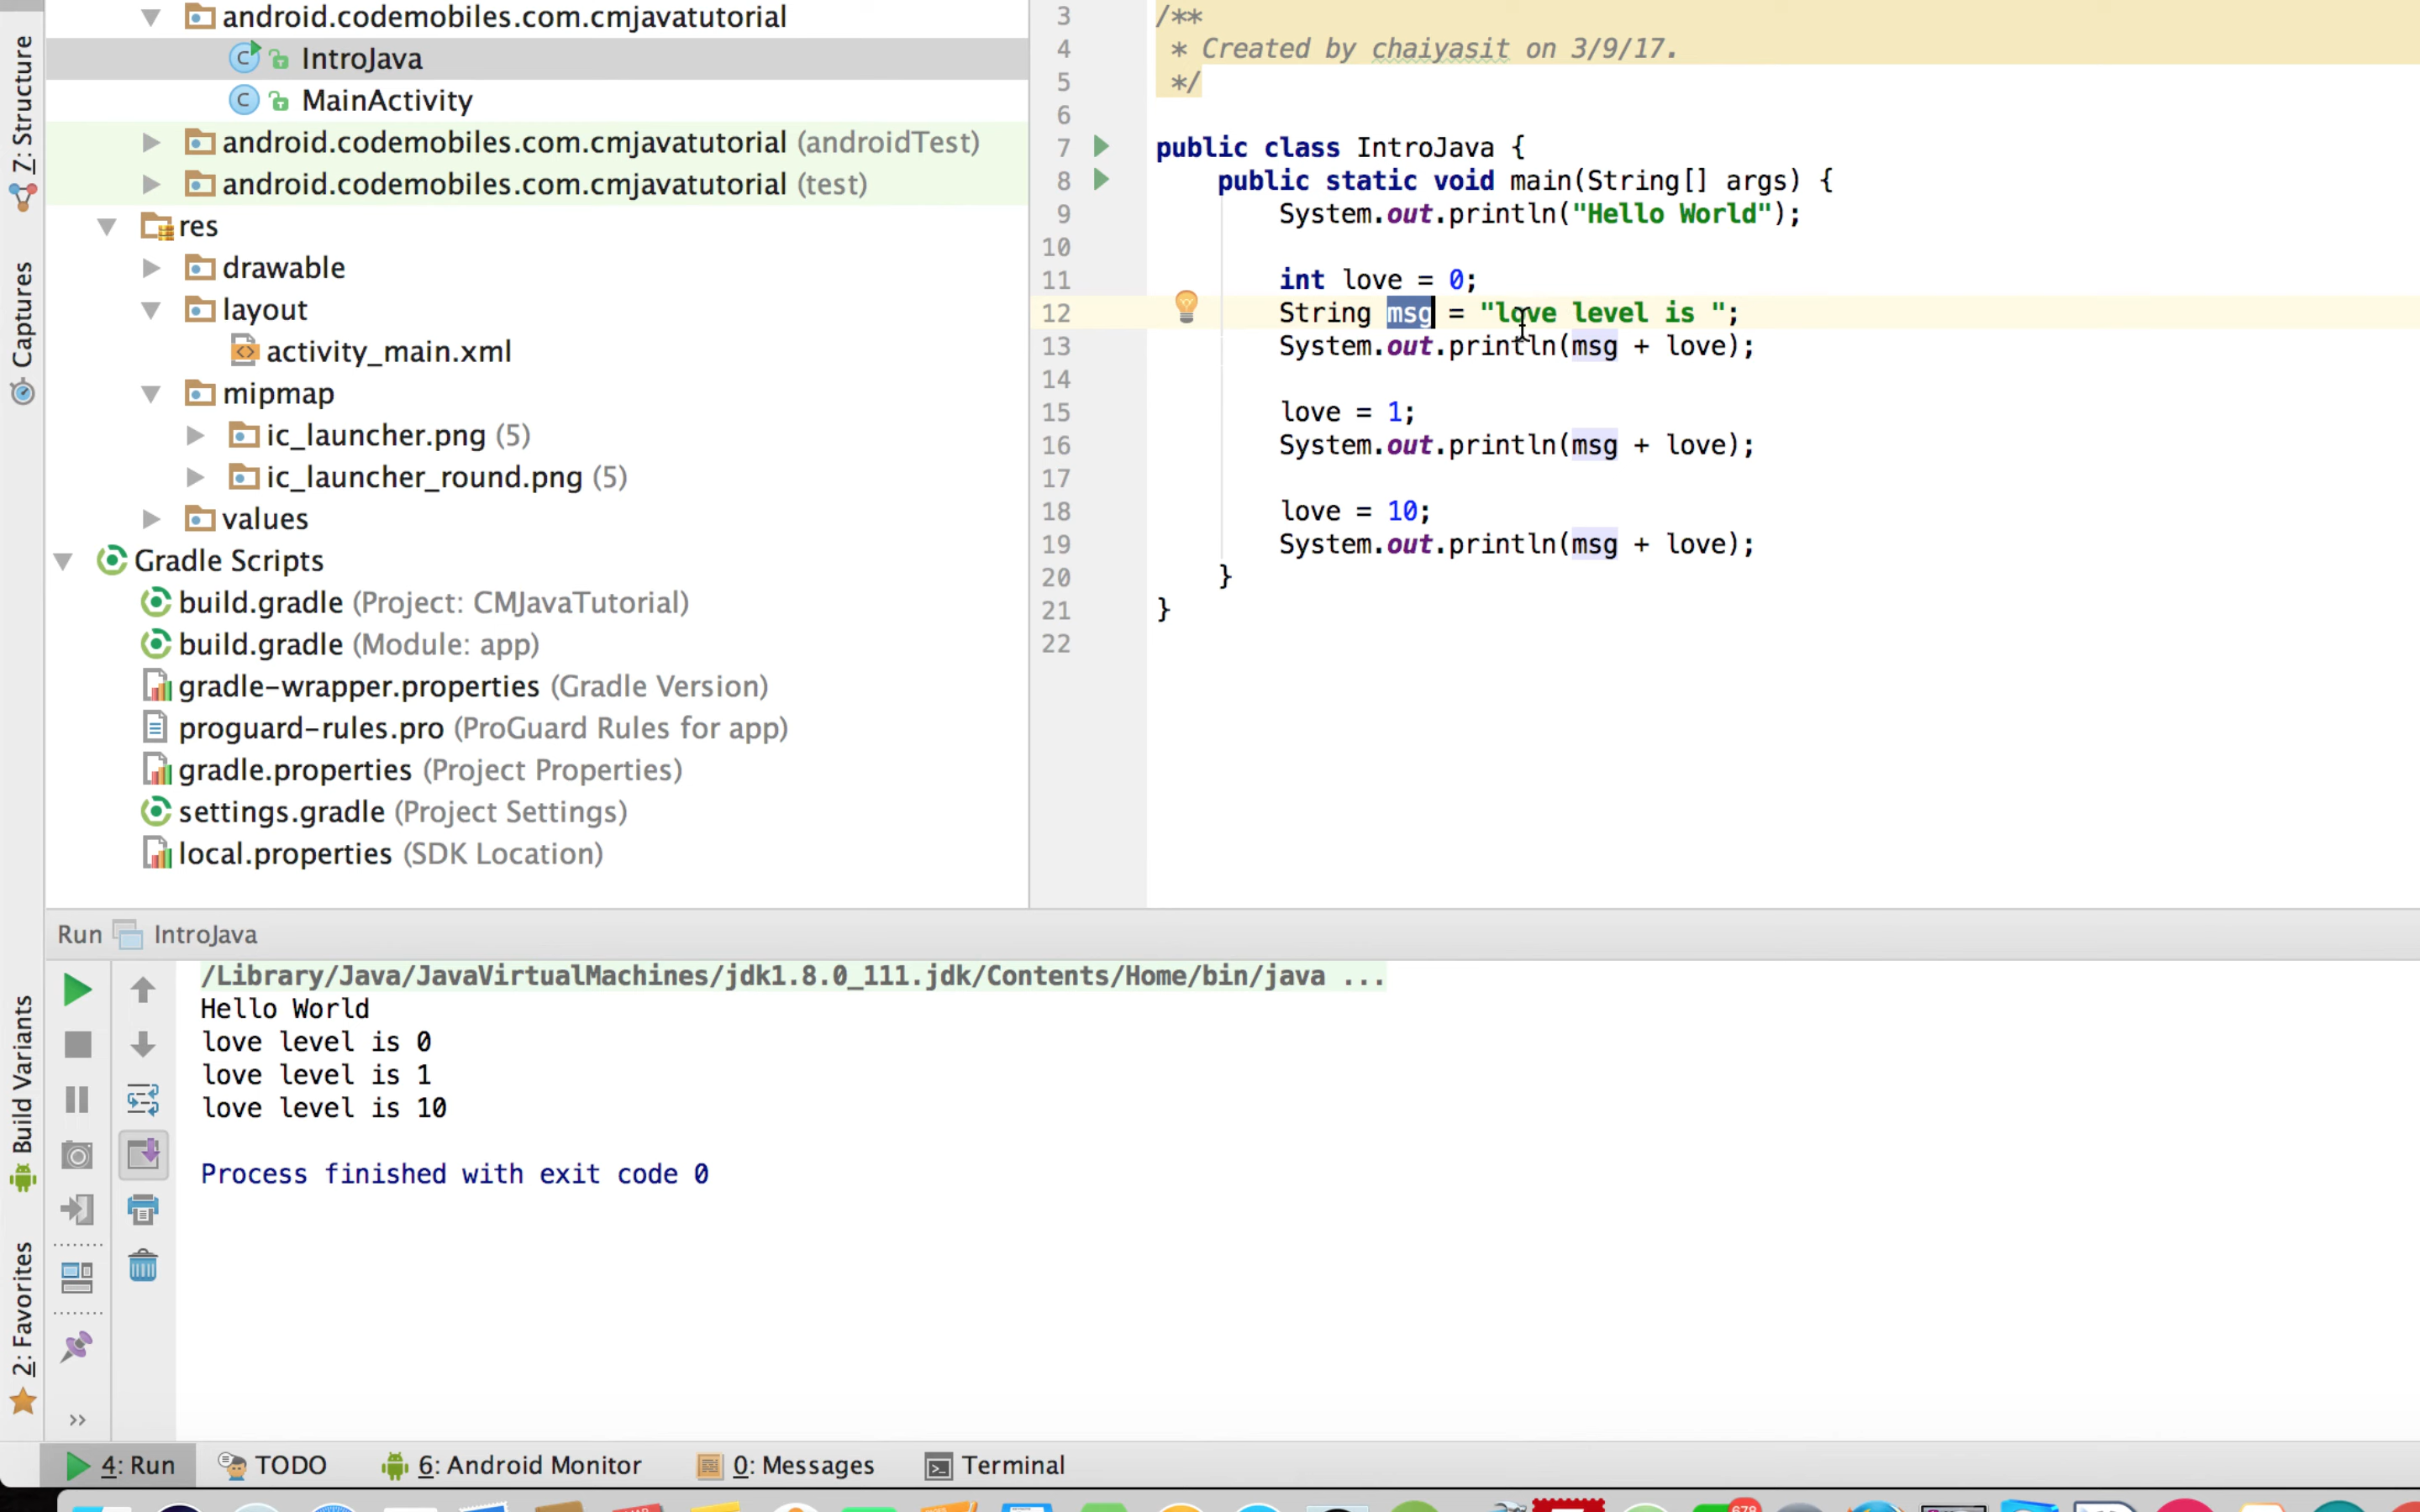 7: Structure
Captures
Build Variants
2: Favorites
android.codemobiles.com.cmjavatutorial
IntroJava
MainActivity
android.codemobiles.com.cmjavatutorial (androidTest)
android.codemobiles.com.cmjavatutorial (test)
res
drawable
layout
activity_main.xml
mipmap
ic_launcher.png (5)
ic_launcher_round.png (5)
values
Gradle Scripts
build.gradle (Project: CMJavaTutorial)
build.gradle (Module: app)
gradle-wrapper.properties (Gradle Version)
proguard-rules.pro (ProGuard Rules for app)
gradle.properties (Project Properties)
settings.gradle (Project Settings)
local.properties (SDK Location)
3 /**
4 * Created by chaiyasit on 3/9/17.
5 */
6
7 public class IntroJava {
8 public static void main(String[] args) {
9 System.out.println("Hello World");
10
11 int love = 0;
12 String msg = "love level is ";
13 System.out.println(msg + love);
14
15 love = 1;
16 System.out.println(msg + love);
17
18 love = 10;
19 System.out.println(msg + love);
20 }
21 }
22
Run IntroJava
/Library/Java/JavaVirtualMachines/jdk1.8.0_111.jdk/Contents/Home/bin/java ...
Hello World
love level is 0
love level is 1
love level is 10
Process finished with exit code 0
4: Run TODO 6: Android Monitor 0: Messages Terminal
678